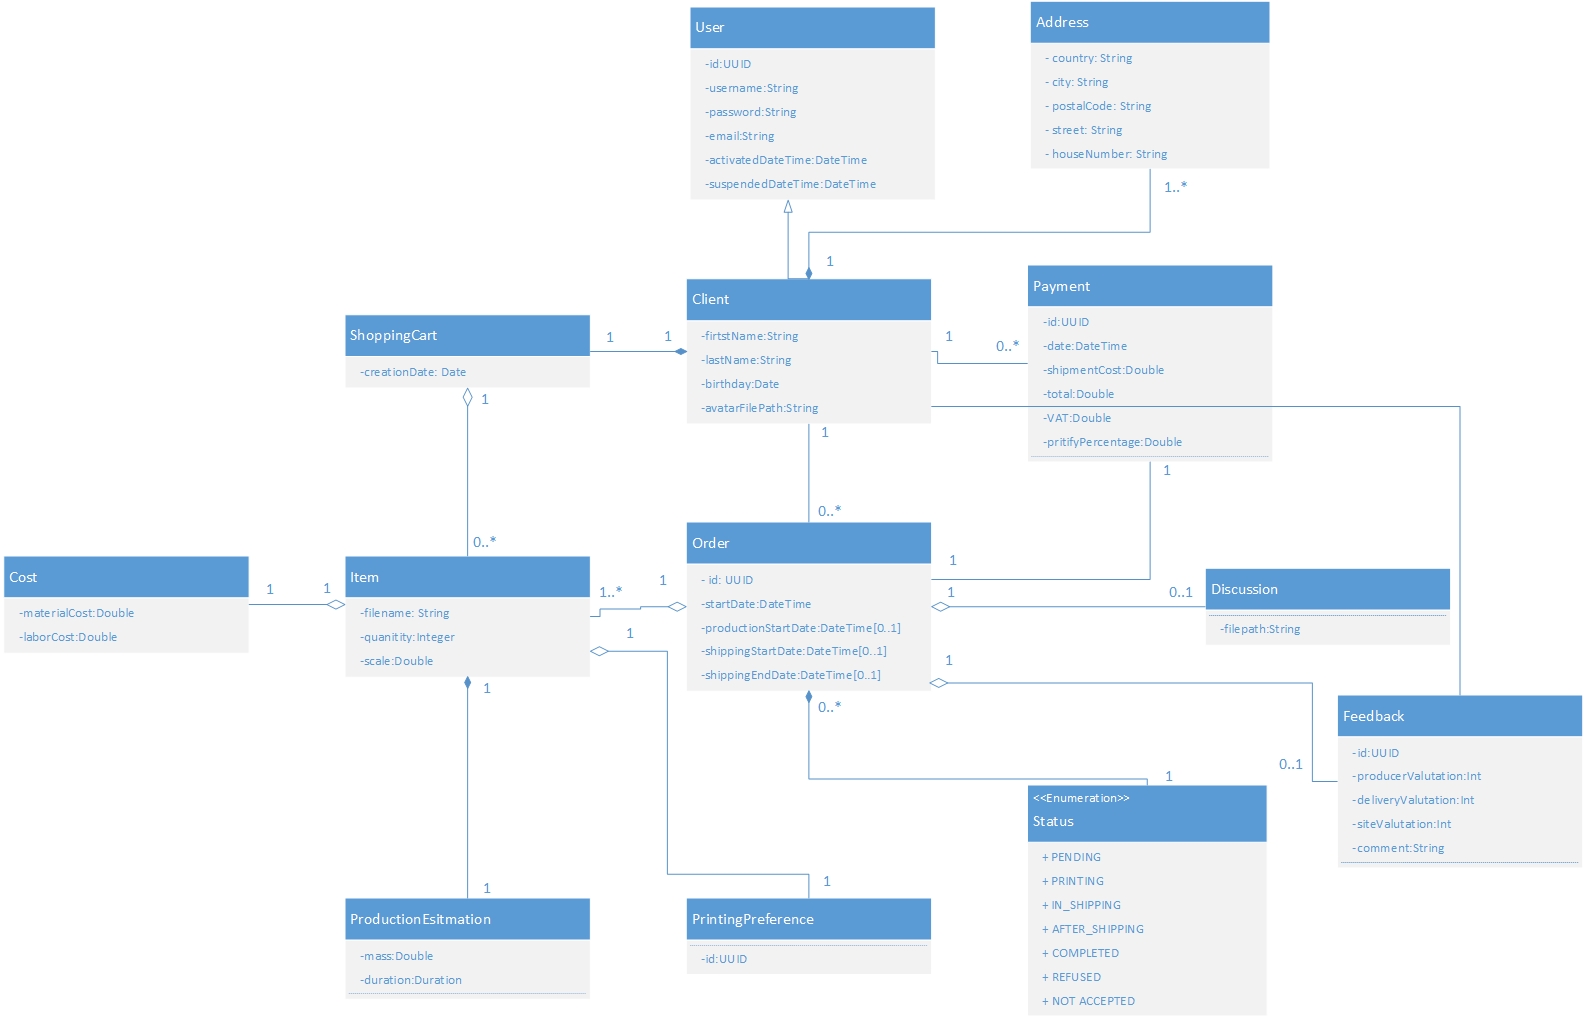 User
-id:UUID
-username:String
-password:String
-email:String
-activatedDateTime:DateTime
-suspendedDateTime:DateTime
Address
- country: String
- city: String
- postalCode: String
- street: String
- houseNumber: String
1..*
1
Client
-firtstName:String
-lastName:String
-birthday:Date
-avatarFilePath:String
1
0..*
Payment
-id:UUID
-date:DateTime
-shipmentCost:Double
-total:Double
-VAT:Double
-pritifyPercentage:Double
1
ShoppingCart
-creationDate: Date
1
1
1
0..*
1
0..*
Cost
-materialCost:Double
-laborCost:Double
1
1
Item
-filename: String
-quanitity:Integer
-scale:Double
1..*
1
1
1
Order
- id: UUID
-startDate:DateTime
-productionStartDate:DateTime[0..1]
-shippingStartDate:DateTime[0..1]
-shippingEndDate:DateTime[0..1]
1
1
0..1
1
0..*
Discussion
-filepath:String
Feedback
-id:UUID
-producerValutation:Int
-deliveryValutation:Int
-siteValutation:Int
-comment:String
0..1
1
<<Enumeration>>
Status
+ PENDING
+ PRINTING
+ IN_SHIPPING
+ AFTER_SHIPPING
+ COMPLETED
+ REFUSED
+ NOT ACCEPTED
1
ProductionEsitmation
-mass:Double
-duration:Duration
1
PrintingPreference
-id:UUID